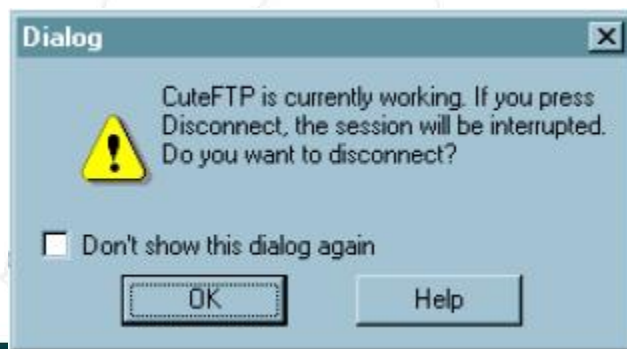 Dialog
CuteFTP is currently working. If you press
Disconnect, the session will be interrupted.
Do you want to disconnect?
Don't show this dialog again
OK
Help